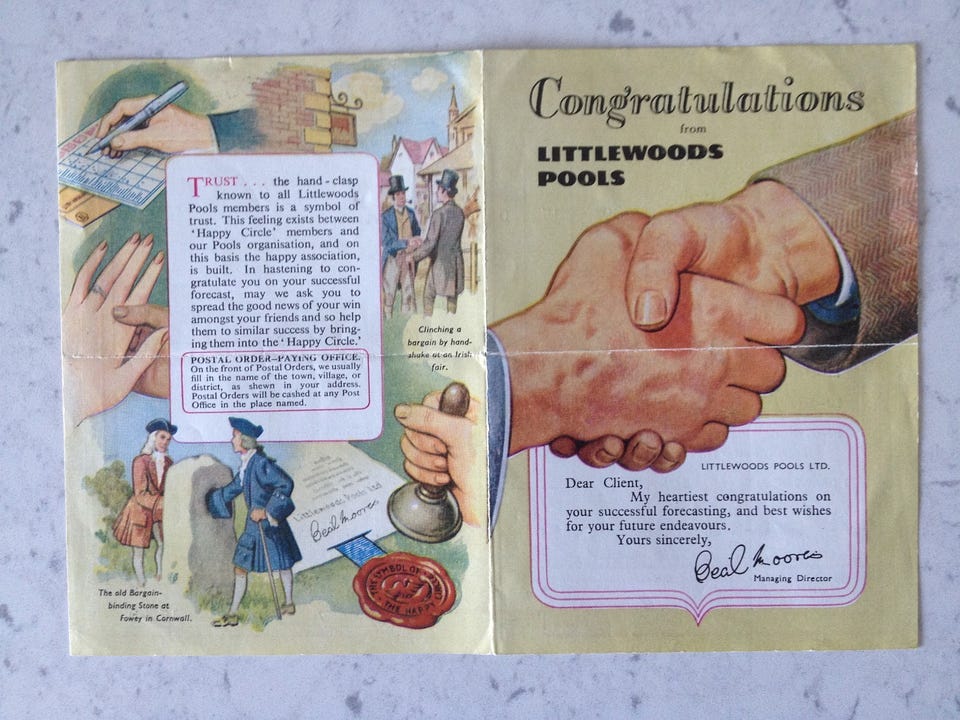 TRUST . . . the hand-clasp
known to all Littlewoods
Pools members is a symbol of
trust. This feeling exists between
‘Happy Circle’ members and
our Pools organisation, and on
this basis the happy association,
is built. In hastening to con-
gratulate you on your successful
forecast, may we ask you to
spread the good news of your win
amongst your friends and so help
them to similar success by bring-
ing them into the ‘Happy Circle.’
POSTAL ORDER–PAYING OFFICE.
On the front of Postal Orders, we usually
fill in the name of the town, village, or
district, as shewn in your address.
Postal Orders will be cashed at any Post
Office in the place named.
Clinching a
bargain by hand-
shake at an Irish
fair.
Littlewoods Pools Ltd
Cecil Moores
THE SYMBOL OF
THE HAPPY
The old Bargain-
binding Stone at
Fowey in Cornwall.
Congratulations
from
LITTLEWOODS
POOLS
LITTLEWOODS POOLS LTD.
Dear Client,
My heartiest congratulations on
your successful forecasting, and best wishes
for your future endeavours.
Yours sincerely,
Cecil Moores
Managing Director